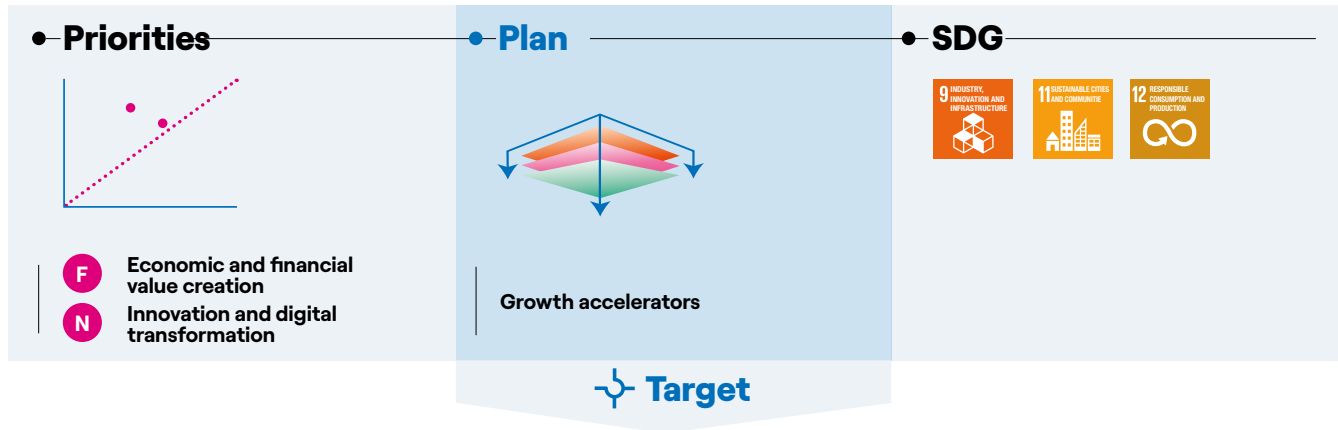 Priorities
Plan
SDG
9 INDUSTRY,
INNOVATION AND
INFRASTRUCTURE
11 SUSTAINABLE CITIES
AND COMMUNITIE
12 RESPONSIBLE
CONSUMPTION AND
PRODUCTION
F Economic and financial
value creation
N Innovation and digital
transformation
Growth accelerators
Target